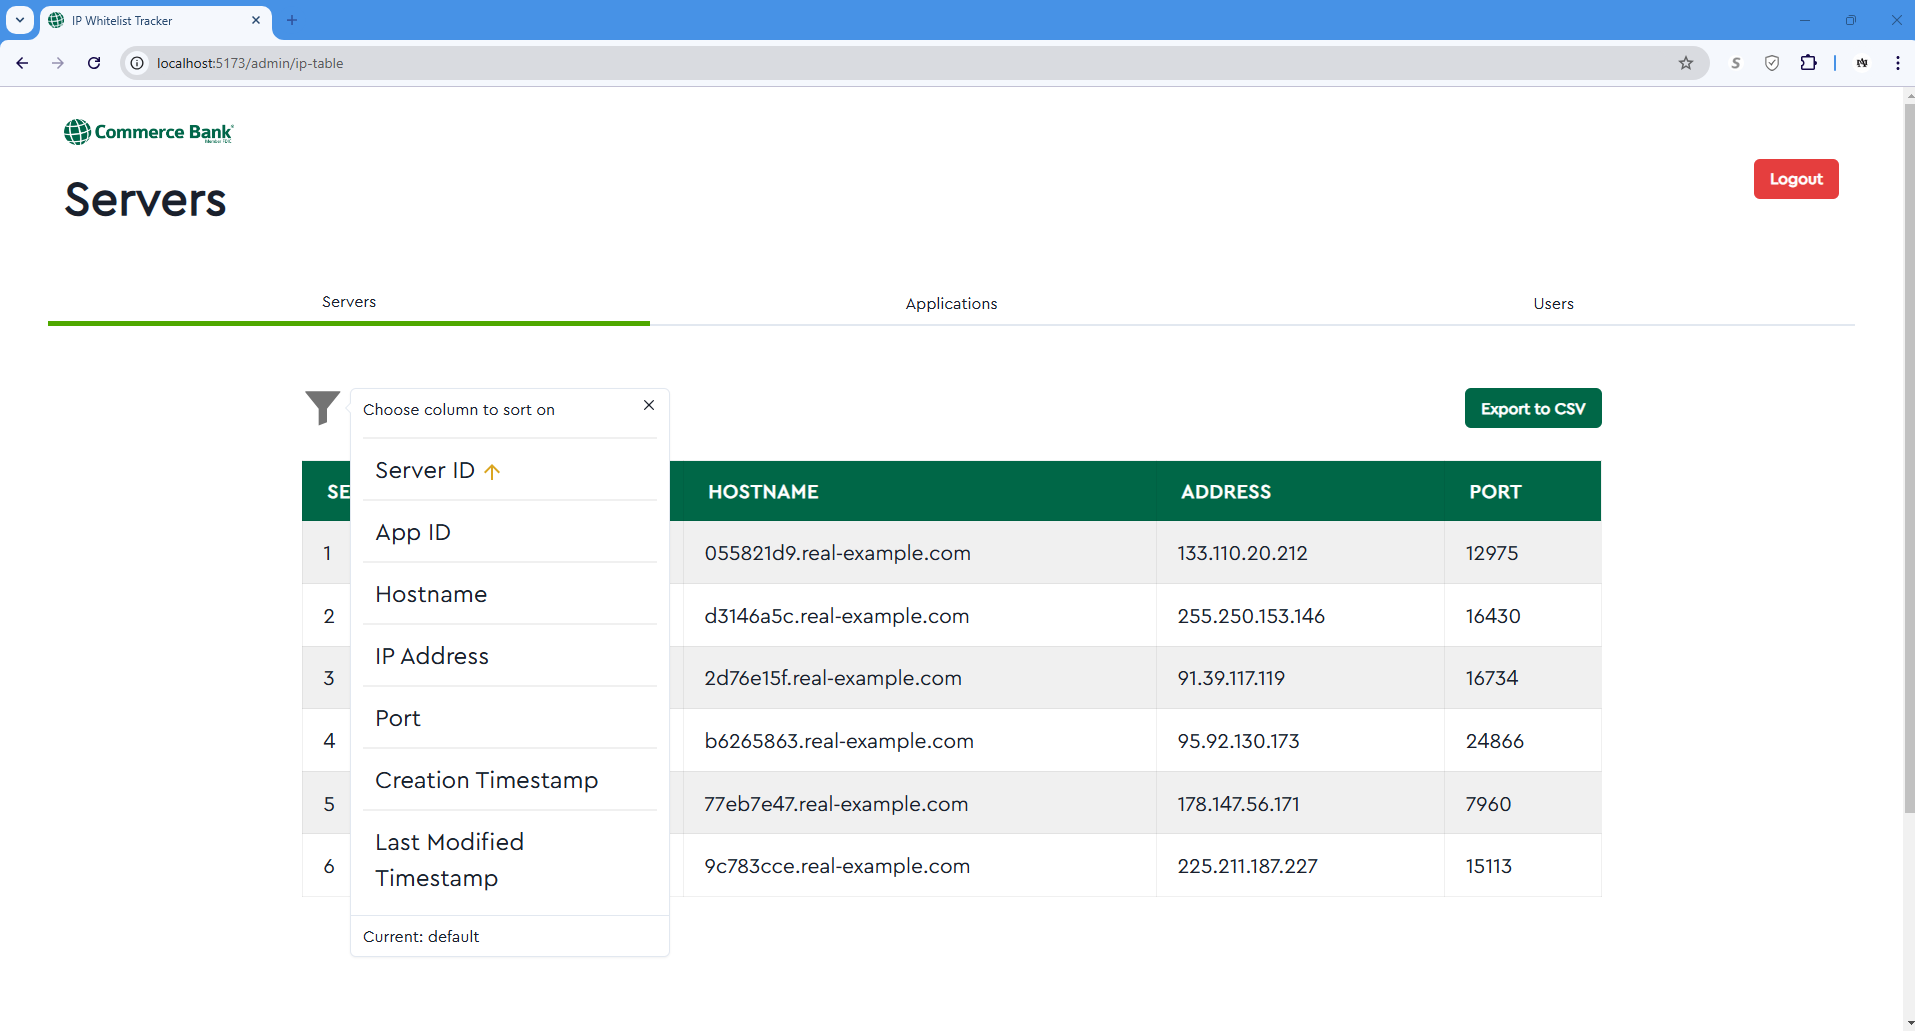 IP Whitelist Tracker
localhost:5173/admin/ip-table
Commerce Bank
Member FDIC
Servers
Logout
Servers
Applications
Users
Choose column to sort on
Export to CSV
Server ID
App ID
Hostname
IP Address
Port
Creation Timestamp
Last Modified
Timestamp
Current: default
SE HOSTNAME ADDRESS PORT
1 055821d9.real-example.com 133.110.20.212 12975
2 d3146a5c.real-example.com 255.250.153.146 16430
3 2d76e15f.real-example.com 91.39.117.119 16734
4 b6265863.real-example.com 95.92.130.173 24866
5 77eb7e47.real-example.com 178.147.56.171 7960
6 9c783cce.real-example.com 225.211.187.227 15113